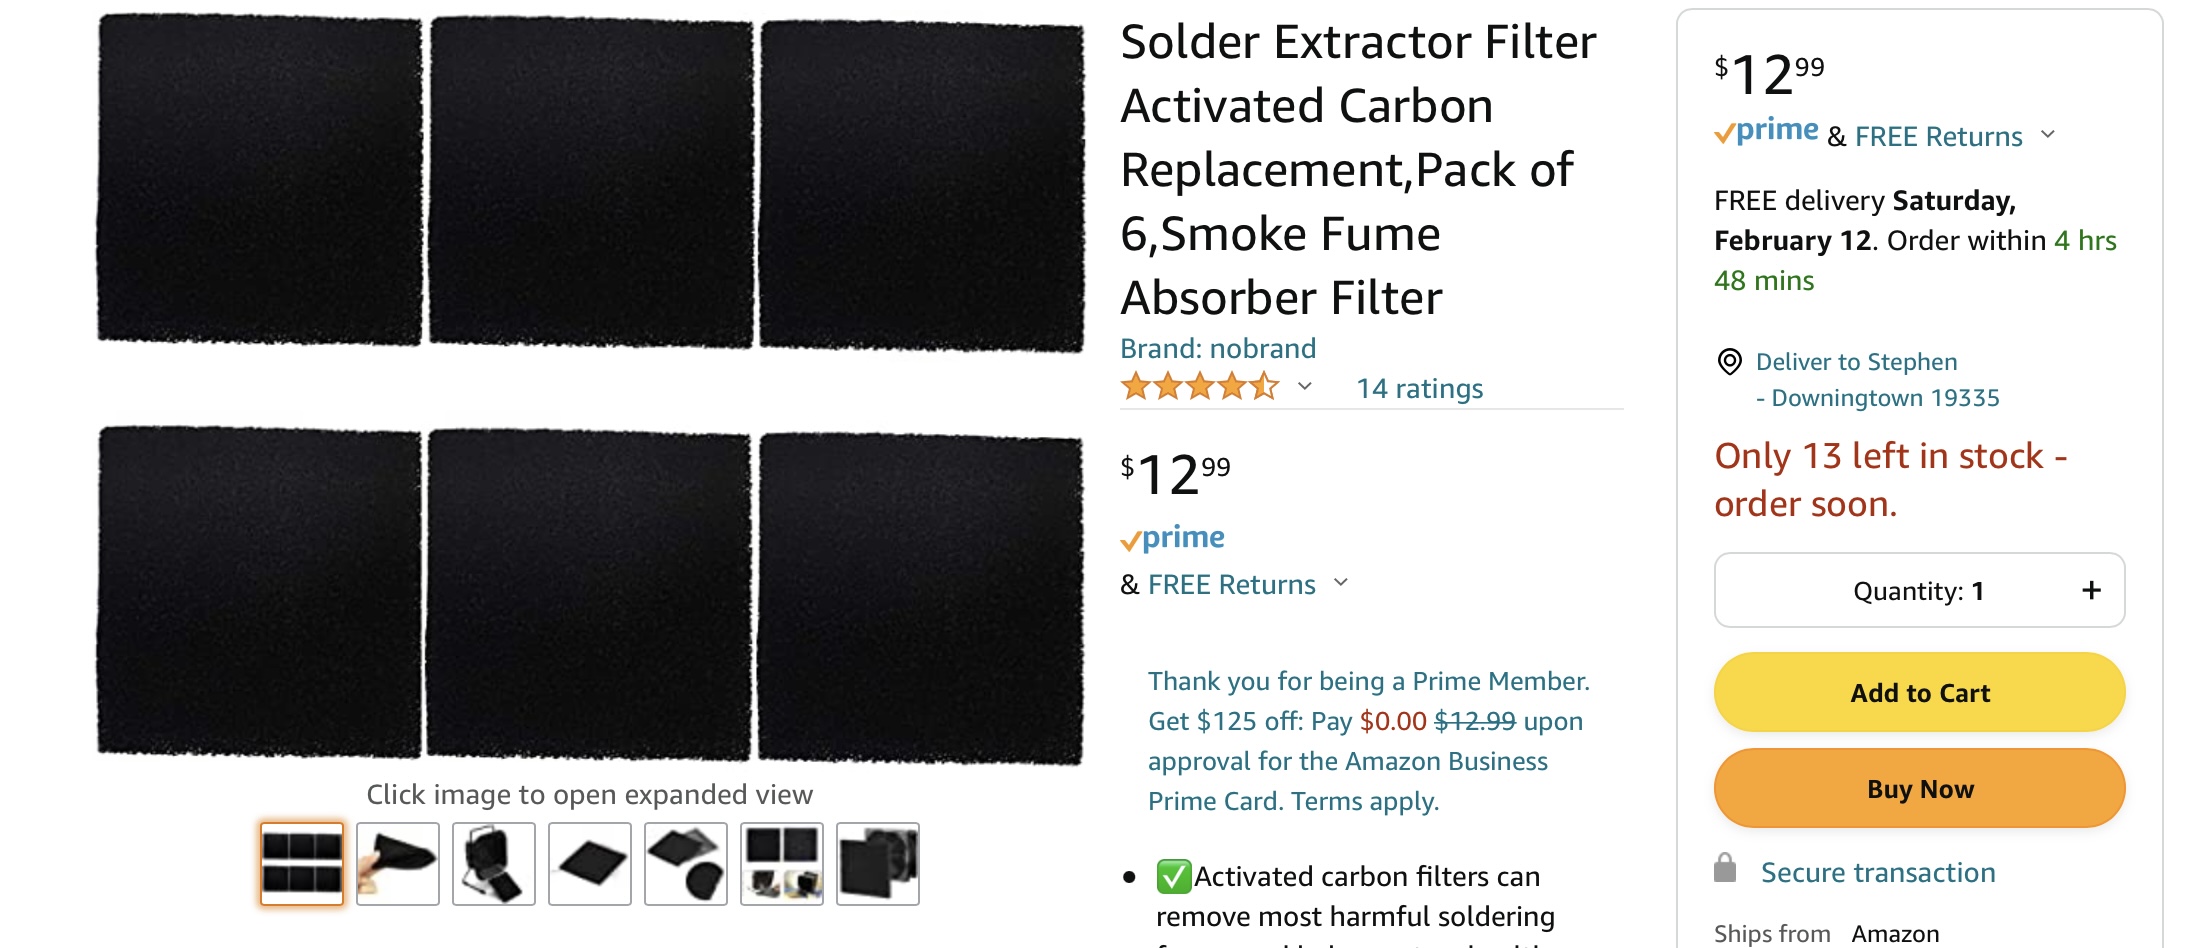 Solder Extractor Filter
Activated Carbon
Replacement,Pack of
6,Smoke Fume
Absorber Filter
Brand: nobrand
14 ratings
$12.99
prime
& FREE Returns
Thank you for being a Prime Member.
Get $125 off: Pay $0.00 $12.99 upon
approval for the Amazon Business
Prime Card. Terms apply.
• ✅Activated carbon filters can
remove most harmful soldering
Click image to open expanded view
$12.99
prime & FREE Returns
FREE delivery Saturday,
February 12. Order within 4 hrs
48 mins
Deliver to Stephen
- Downingtown 19335
Only 13 left in stock -
order soon.
Quantity: 1 +
Add to Cart
Buy Now
Secure transaction
Ships from Amazon